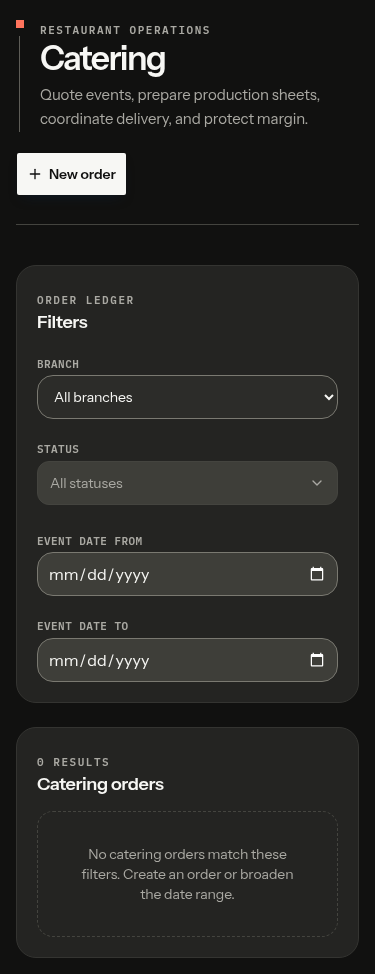 RESTAURANT OPERATIONS
Catering
Quote events, prepare production sheets,
coordinate delivery, and protect margin.
+ New order
ORDER LEDGER
Filters
BRANCH
All branches
STATUS
All statuses
EVENT DATE FROM
mm/dd/yyyy
EVENT DATE TO
mm/dd/yyyy
0 RESULTS
Catering orders
No catering orders match these
filters. Create an order or broaden
the date range.